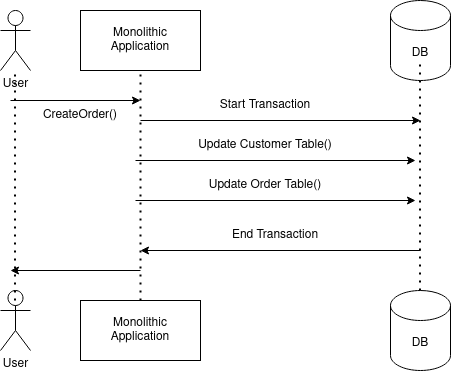 Monolithic
Application
DB
User
CreateOrder()
Start Transaction
Update Customer Table()
Update Order Table()
End Transaction
Monolithic
Application
DB
User